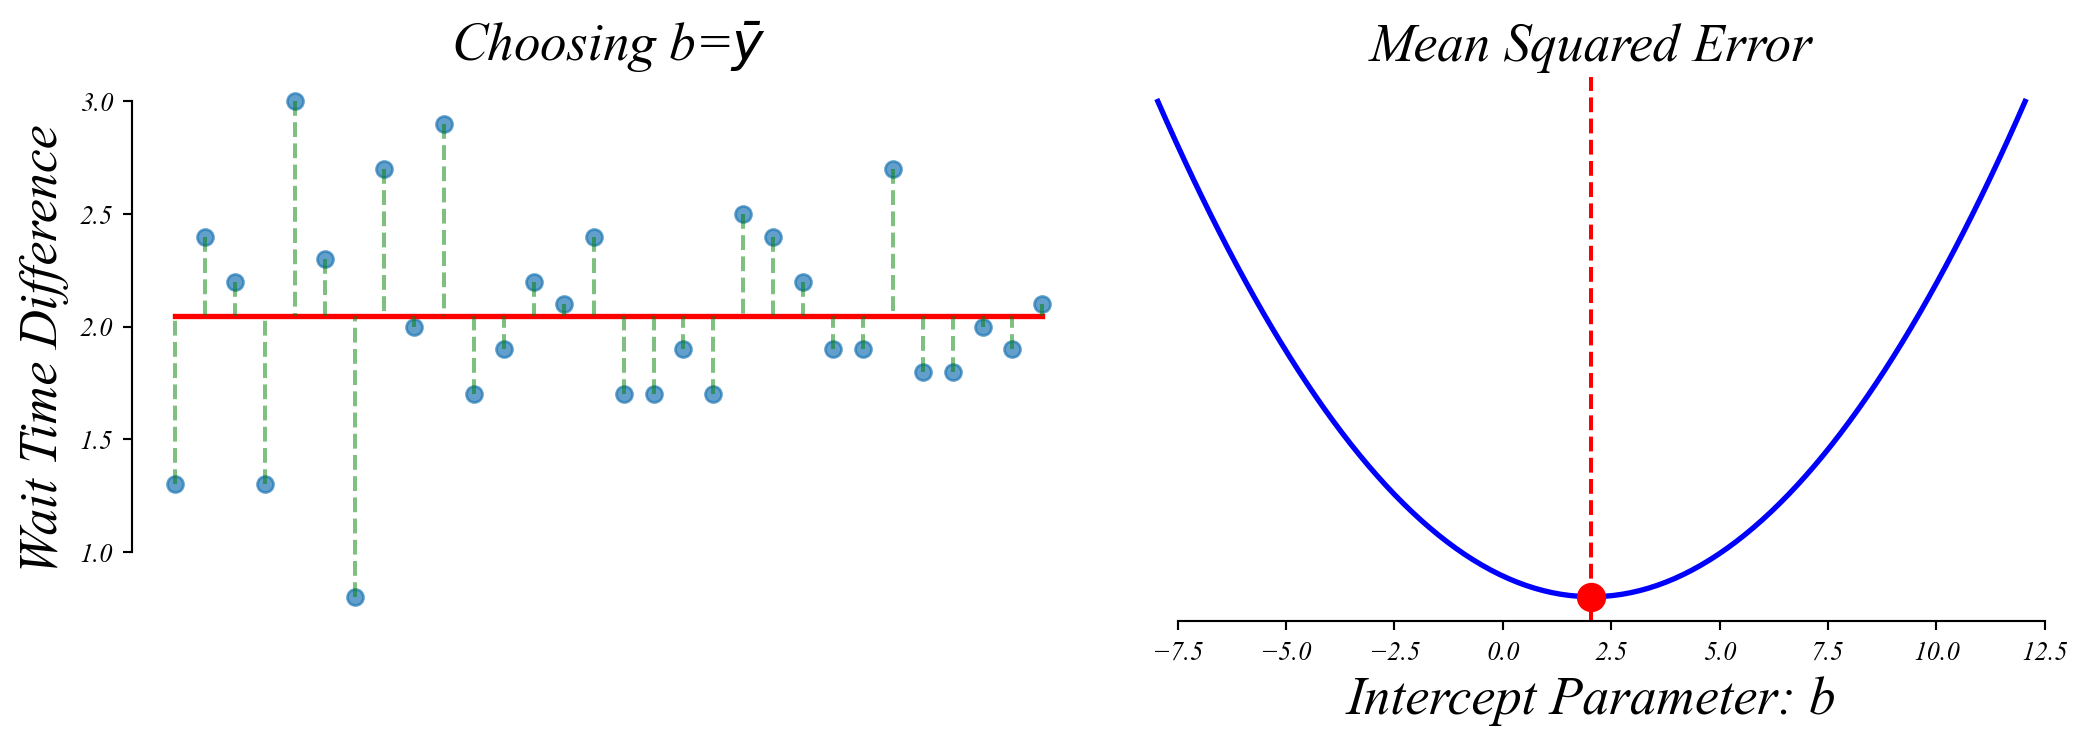 Choosing b=ȳ
Wait Time Difference
3.0
2.5
2.0
1.5
1.0
Mean Squared Error
−7.5 −5.0 −2.5 0.0 2.5 5.0 7.5 10.0 12.5
Intercept Parameter: b